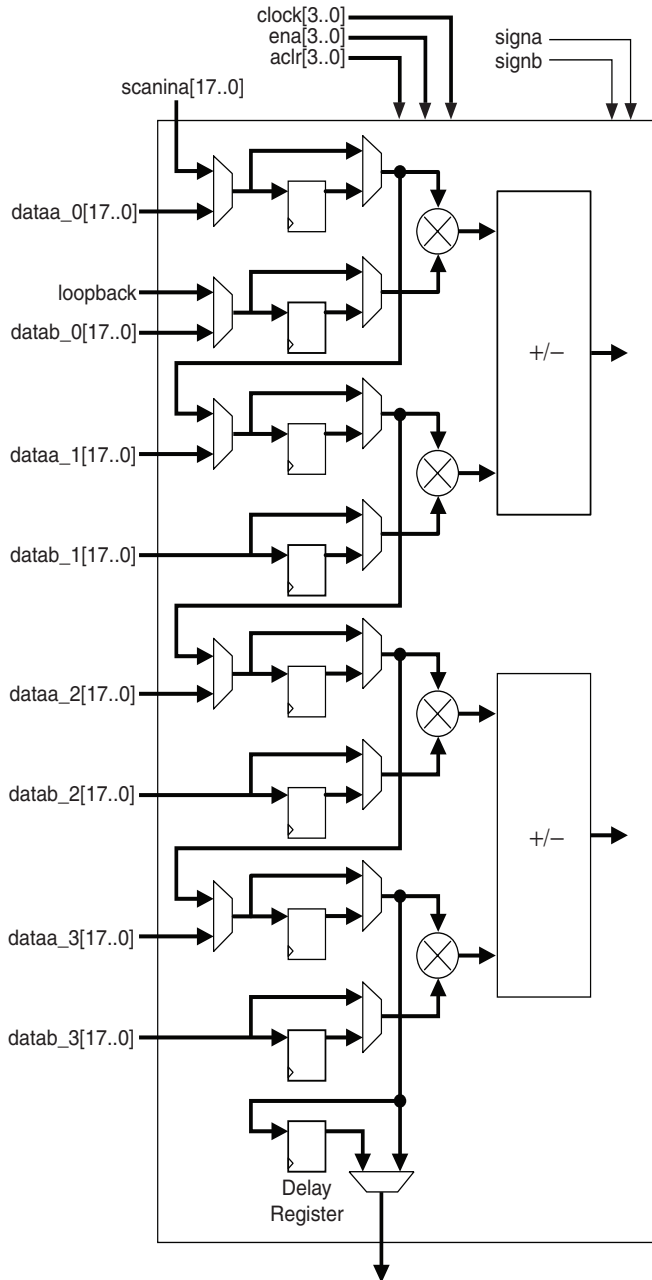 clock[3..0]
ena[3..0]
aclr[3..0]
signa
signb
scanina[17..0]
dataa_0[17..0]
loopback
datab_0[17..0]
+/−
dataa_1[17..0]
datab_1[17..0]
dataa_2[17..0]
datab_2[17..0]
+/−
dataa_3[17..0]
datab_3[17..0]
Delay
Register